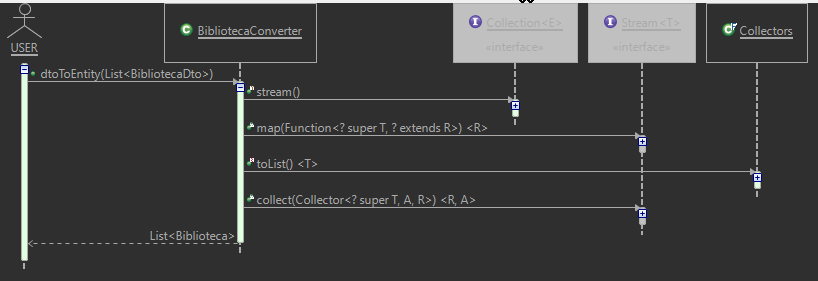 USER
C BibliotecaConverter
I Collection<E>
«interface»
I Stream<T>
«interface»
C Collectors
dtoToEntity(List<BibliotecaDto>)
stream()
map(Function<? super T, ? extends R>) <R>
toList() <T>
collect(Collector<? super T, A, R>) <R, A>
List<Biblioteca>